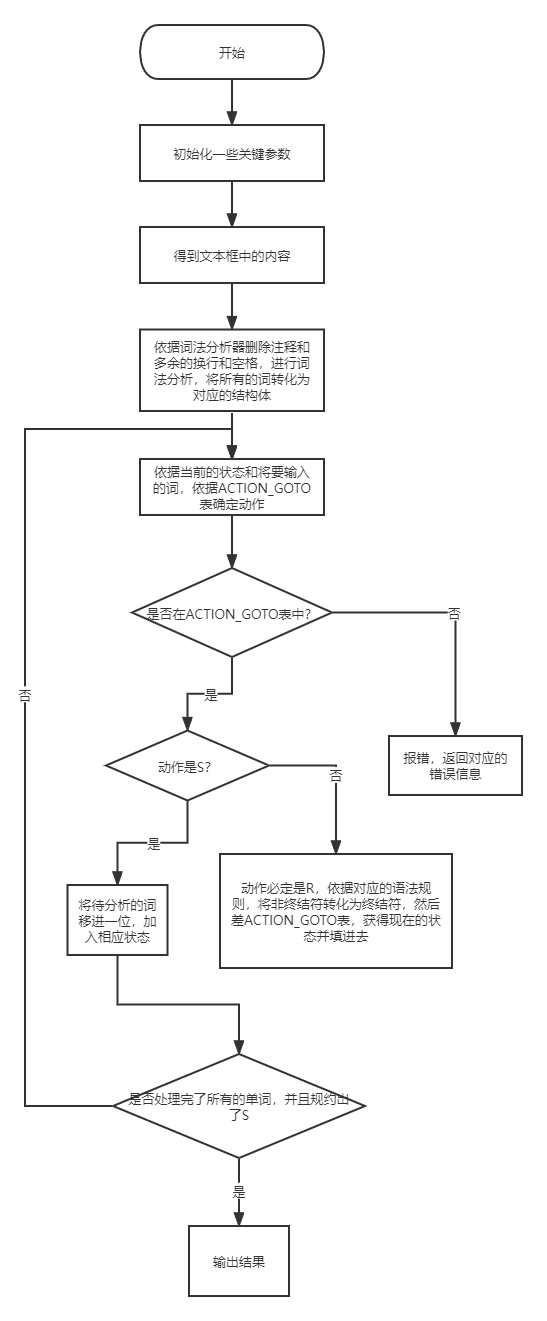 开始
初始化一些关键参数
得到文本框中的内容
依据词法分析器删除注释和
多余的换行和空格，进行词
法分析，将所有的词转化为
对应的结构体
依据当前的状态和将要输入
的词，依据ACTION_GOTO
表确定动作
是否在ACTION_GOTO表中？
否
是
否
动作是S？
报错，返回对应的
错误信息
否
是
将待分析的词
移进一位，加
入相应状态
动作必定是R，依据对应的语法规
则，将非终结符转化为终结符，然后
差ACTION_GOTO表，获得现在的状
态并填进去
是否处理完了所有的单词，并且规约出
了S
是
输出结果